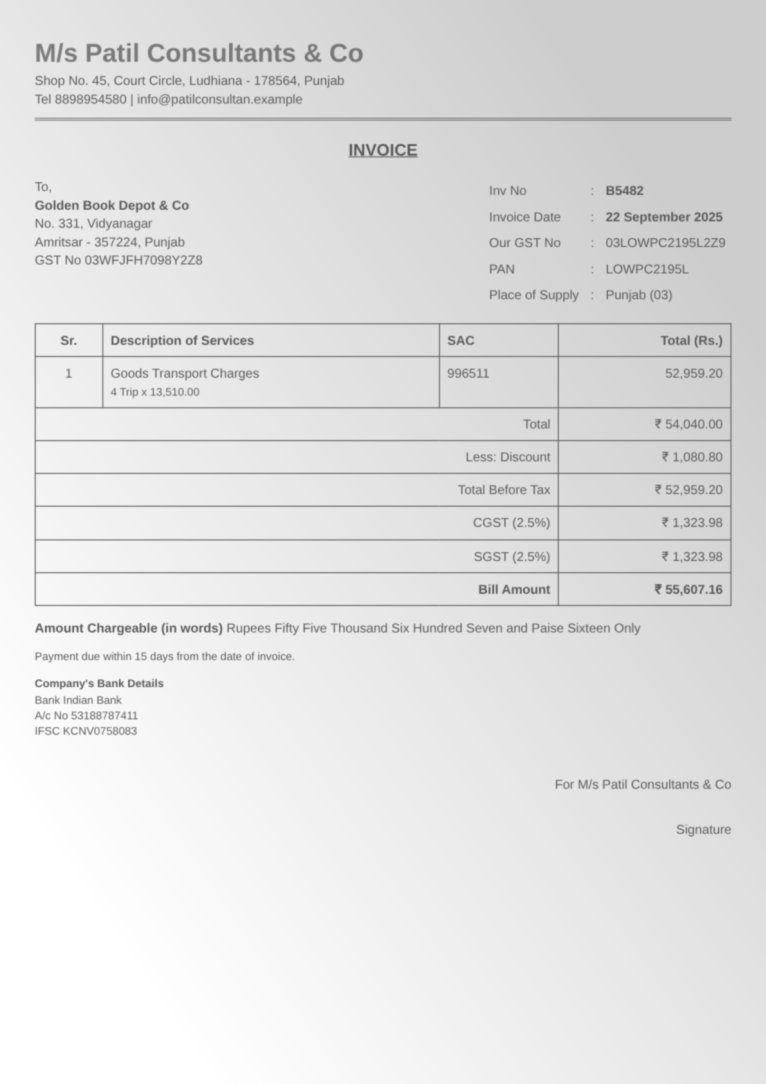 M/s Patil Consultants & Co
Shop No. 45, Court Circle, Ludhiana - 178564, Punjab
Tel 8898954580 | info@patilconsultan.example
INVOICE
To,
Golden Book Depot & Co
No. 331, Vidyanagar
Amritsar - 357224, Punjab
GST No 03WFJFH7098Y2Z8
Inv No : B5482
Invoice Date : 22 September 2025
Our GST No : 03LOWPC2195L2Z9
PAN : LOWPC2195L
Place of Supply : Punjab (03)
Sr. Description of Services SAC Total (Rs.)
1 Goods Transport Charges 996511 52,959.20
4 Trip x 13,510.00
Total ₹ 54,040.00
Less: Discount ₹ 1,080.80
Total Before Tax ₹ 52,959.20
CGST (2.5%) ₹ 1,323.98
SGST (2.5%) ₹ 1,323.98
Bill Amount ₹ 55,607.16
Amount Chargeable (in words) Rupees Fifty Five Thousand Six Hundred Seven and Paise Sixteen Only
Payment due within 15 days from the date of invoice.
Company's Bank Details
Bank Indian Bank
A/c No 53188787411
IFSC KCNV0758083
For M/s Patil Consultants & Co
Signature